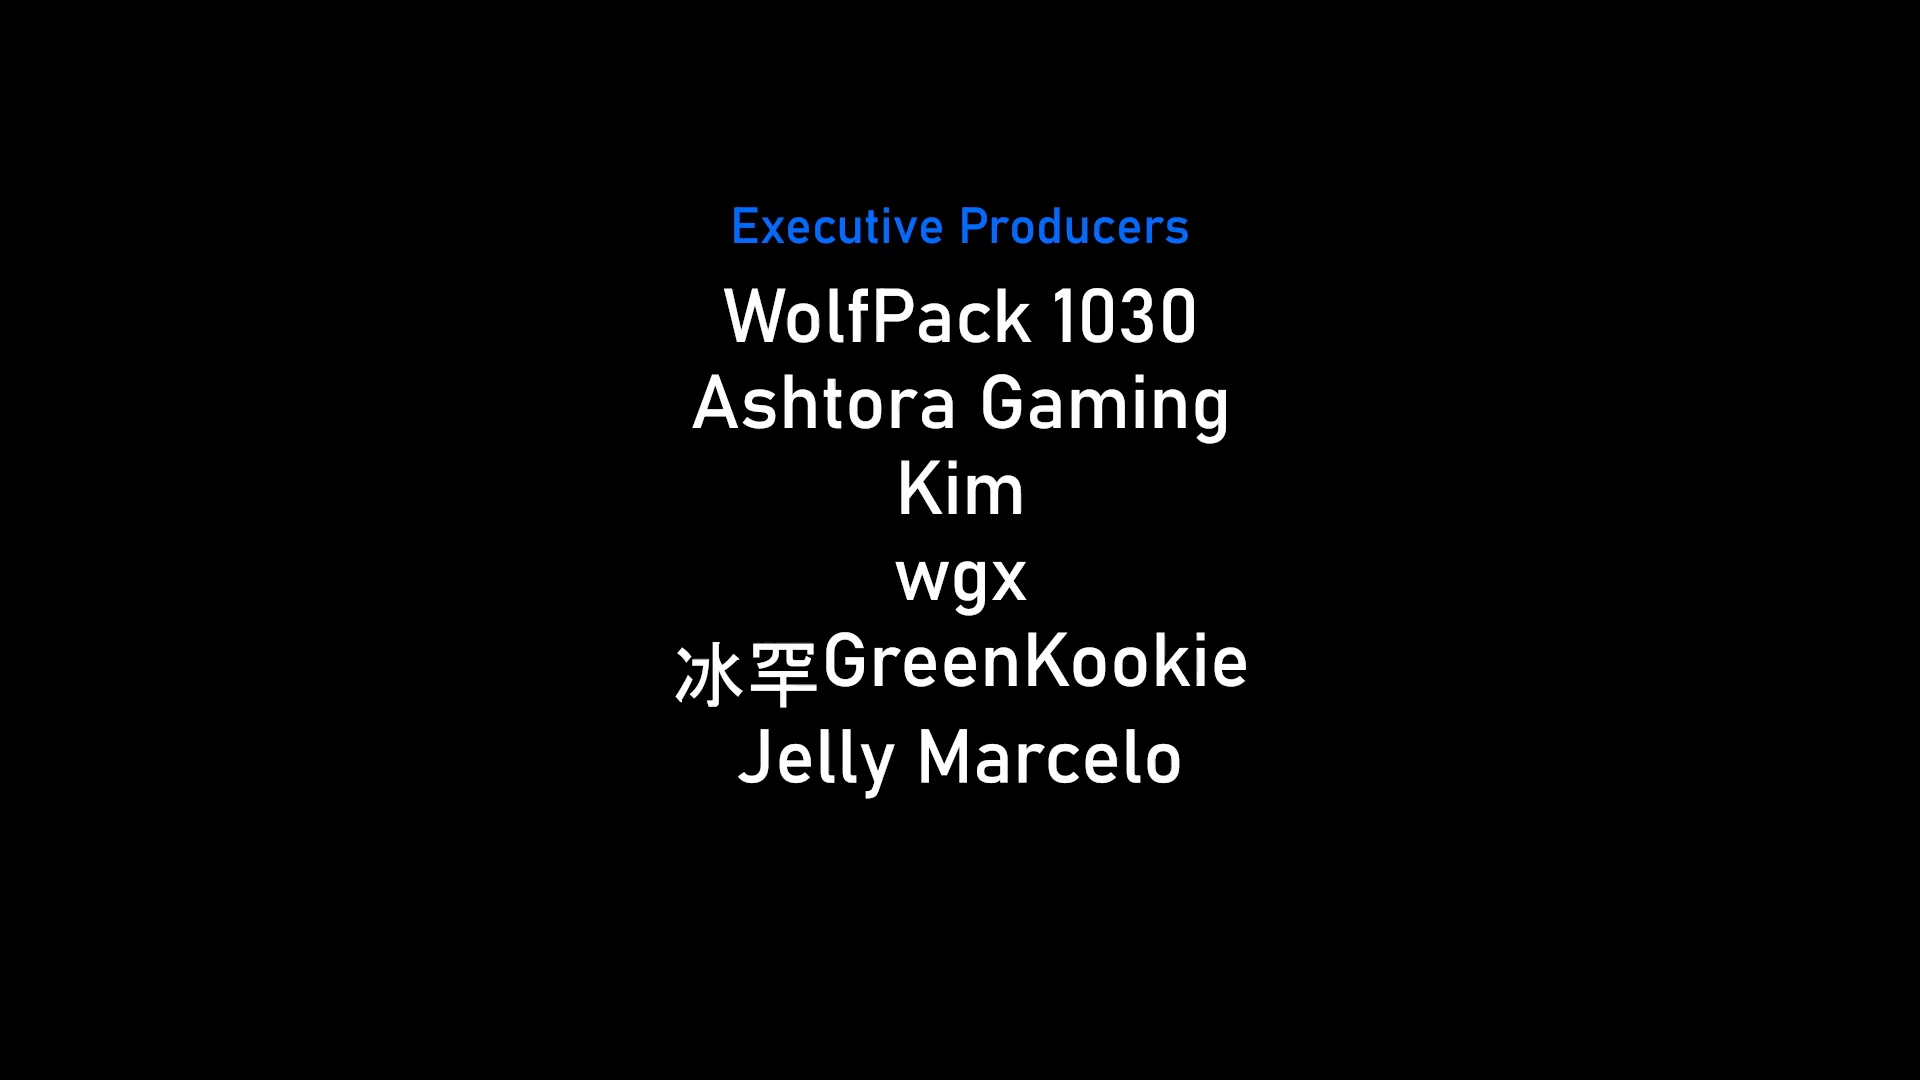 Executive Producers
WolfPack 1030
Ashtora Gaming
Kim
wgx
冰罕GreenKookie
Jelly Marcelo